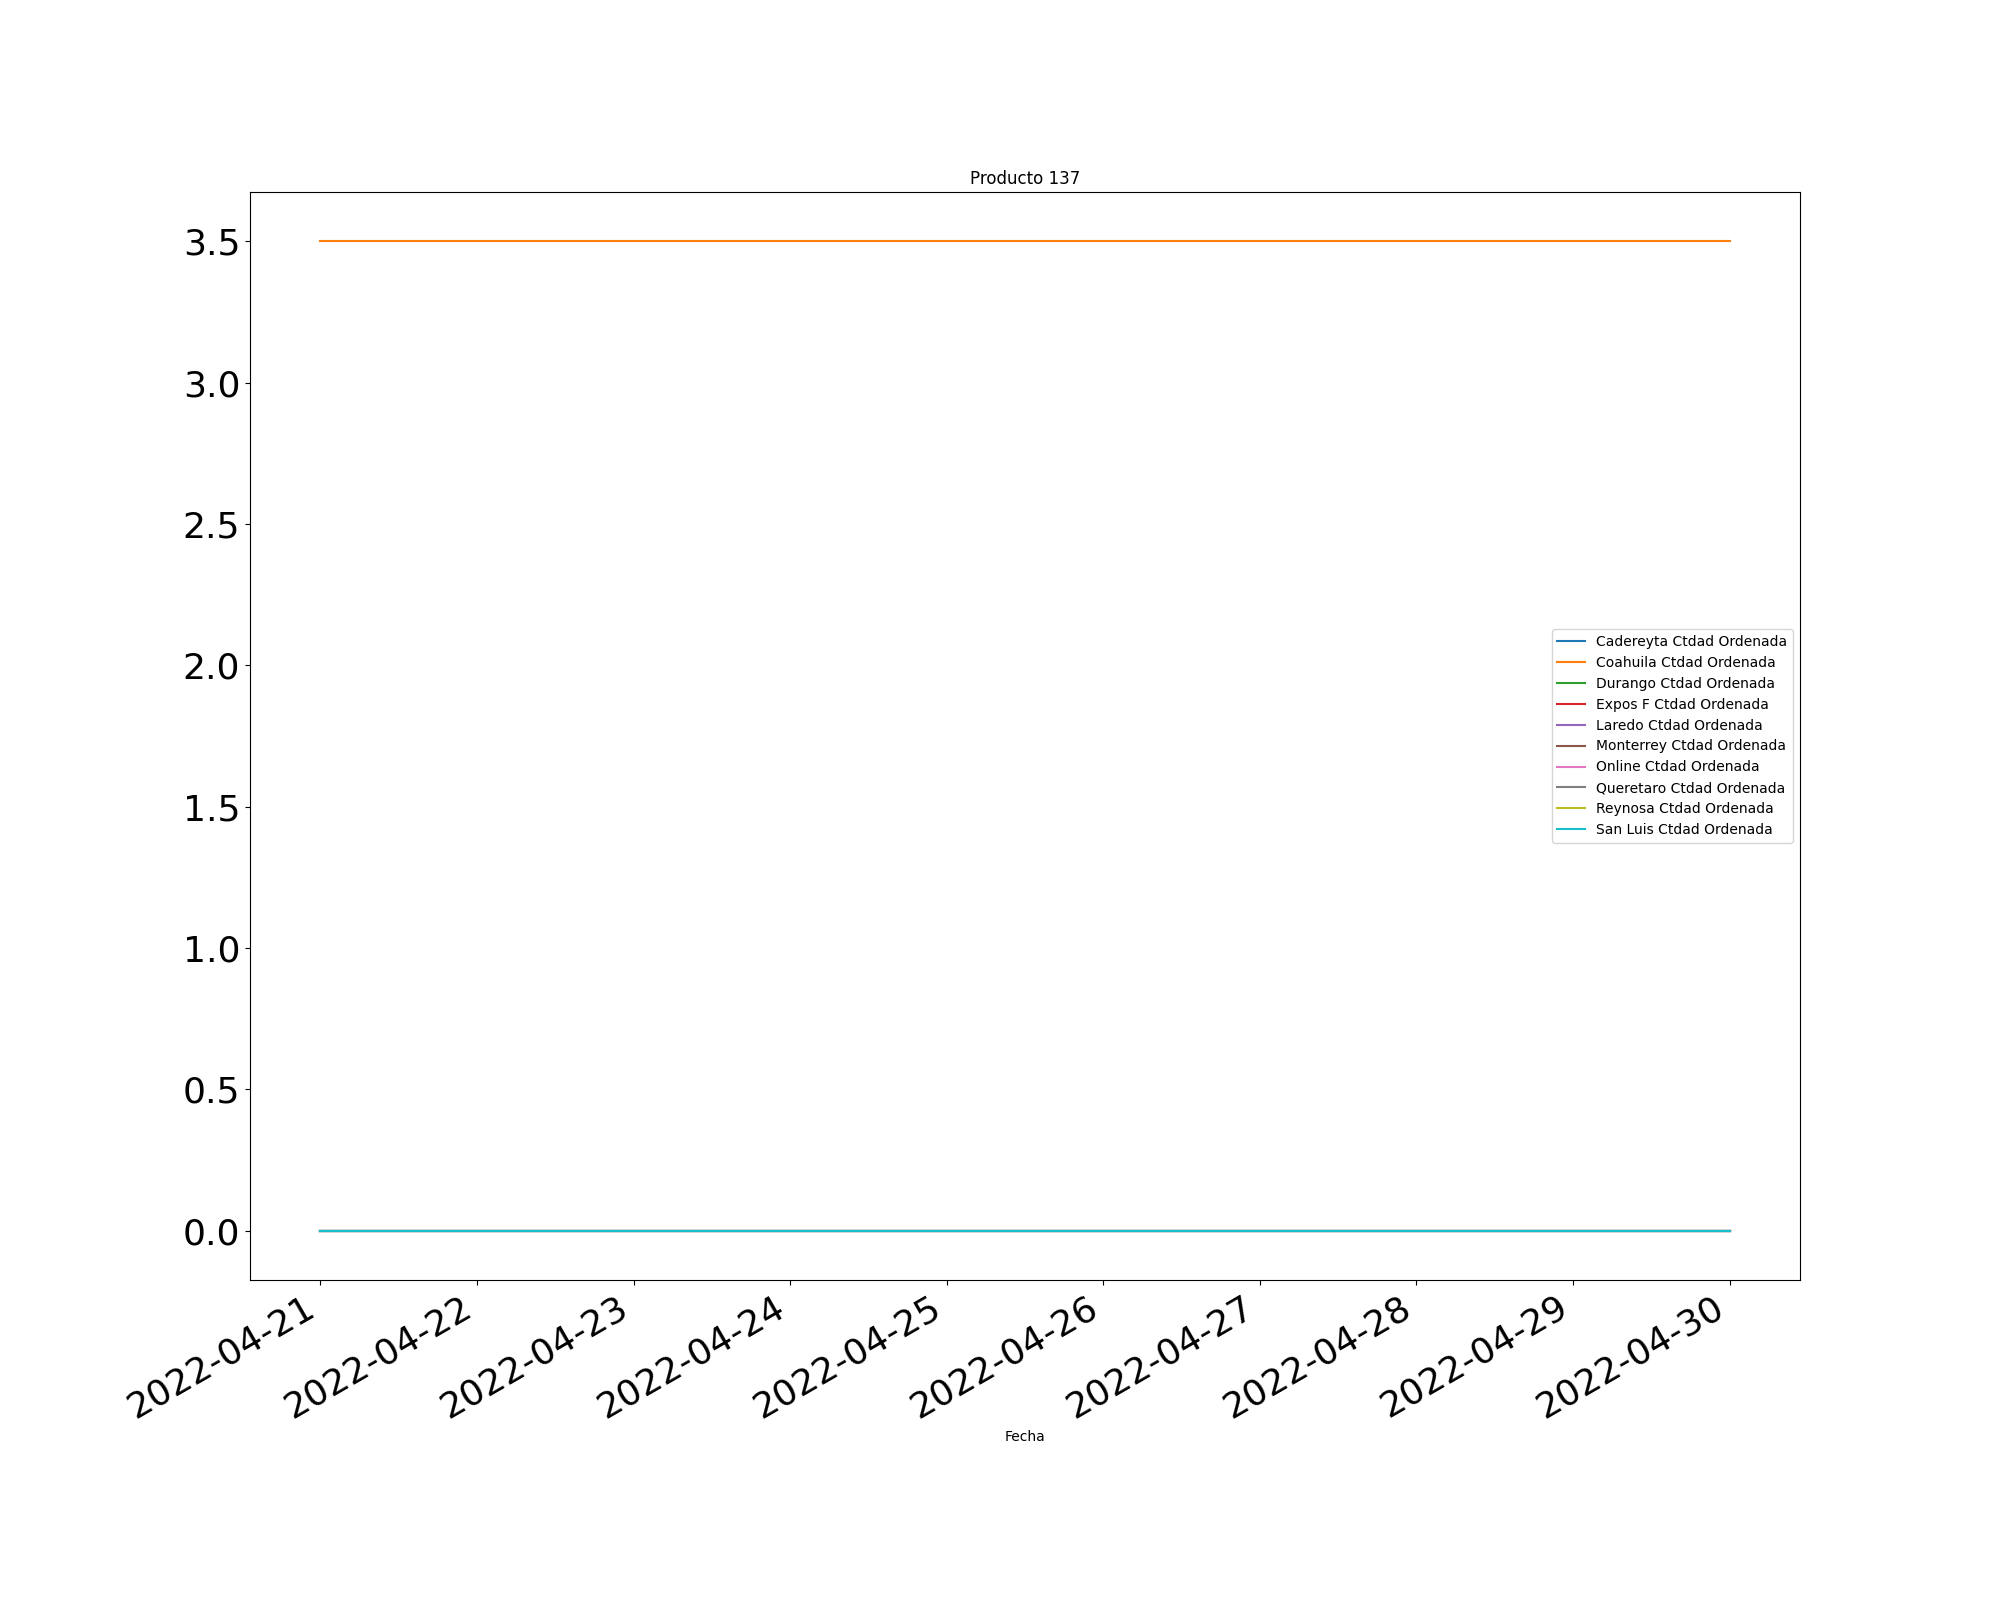 Producto 137
3.5
3.0
2.5
2.0
1.5
1.0
0.5
0.0
Cadereyta Ctdad Ordenada
Coahuila Ctdad Ordenada
Durango Ctdad Ordenada
Expos F Ctdad Ordenada
Laredo Ctdad Ordenada
Monterrey Ctdad Ordenada
Online Ctdad Ordenada
Queretaro Ctdad Ordenada
Reynosa Ctdad Ordenada
San Luis Ctdad Ordenada
2022-04-21
2022-04-22
2022-04-23
2022-04-24
2022-04-25
2022-04-26
2022-04-27
2022-04-28
2022-04-29
2022-04-30
Fecha